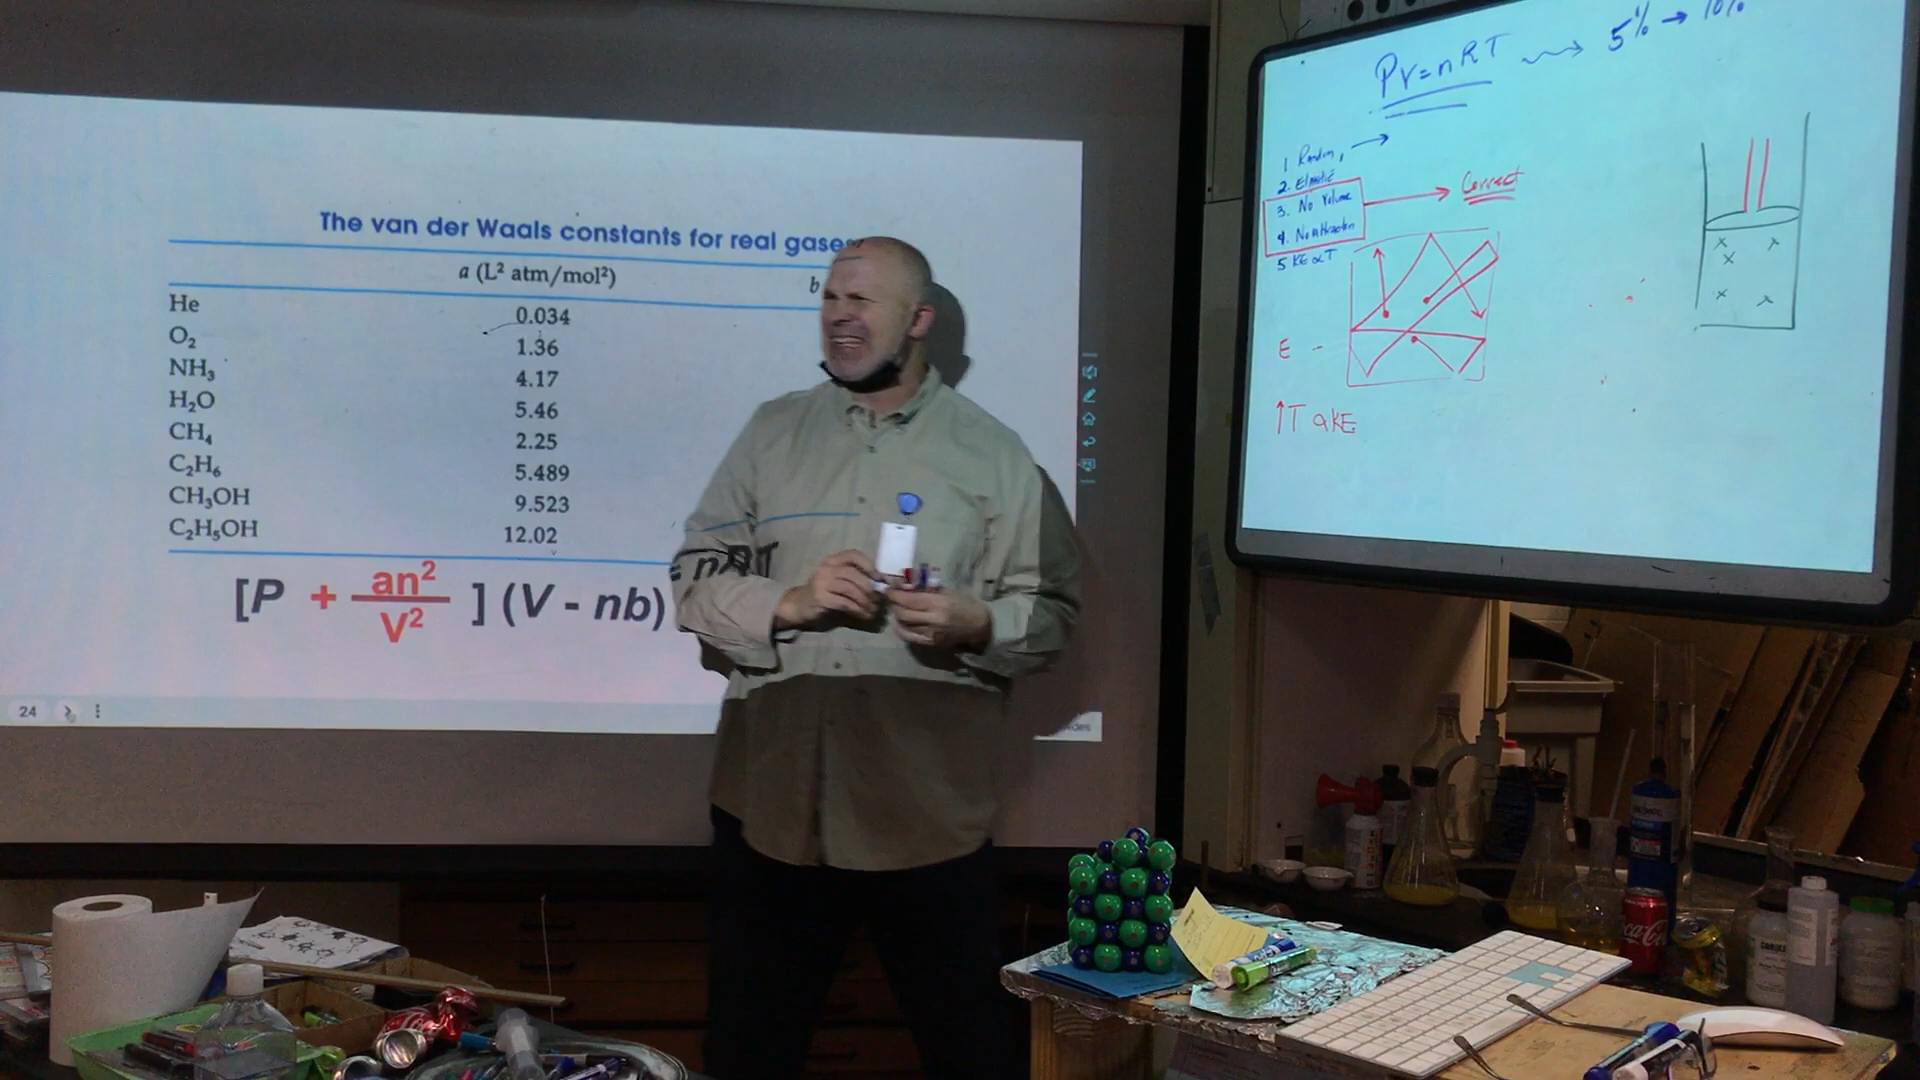 The van der Waals constants for real gases
a (L² atm/mol²) b
He 0.034
O₂ 1.36
NH₃ 4.17
H₂O 5.46
CH₄ 2.25
C₂H₆ 5.489
CH₃OH 9.523
C₂H₅OH 12.02
[P + an²/V² ] (V - nb) = nRT
24
PV=nRT → 5% → 10%
1 Random, →
2. Elastic
3. No Volume → Correct
4. No attraction
5 KE α T
E -
↑T α KE
Coca-Cola